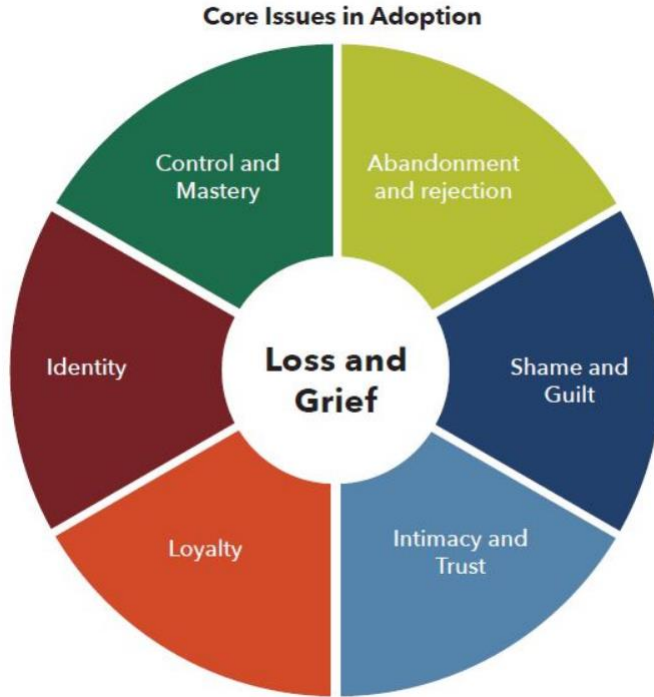 Core Issues in Adoption
Control and
Mastery
Abandonment
and rejection
Identity
Loss and
Grief
Shame and
Guilt
Loyalty
Intimacy and
Trust